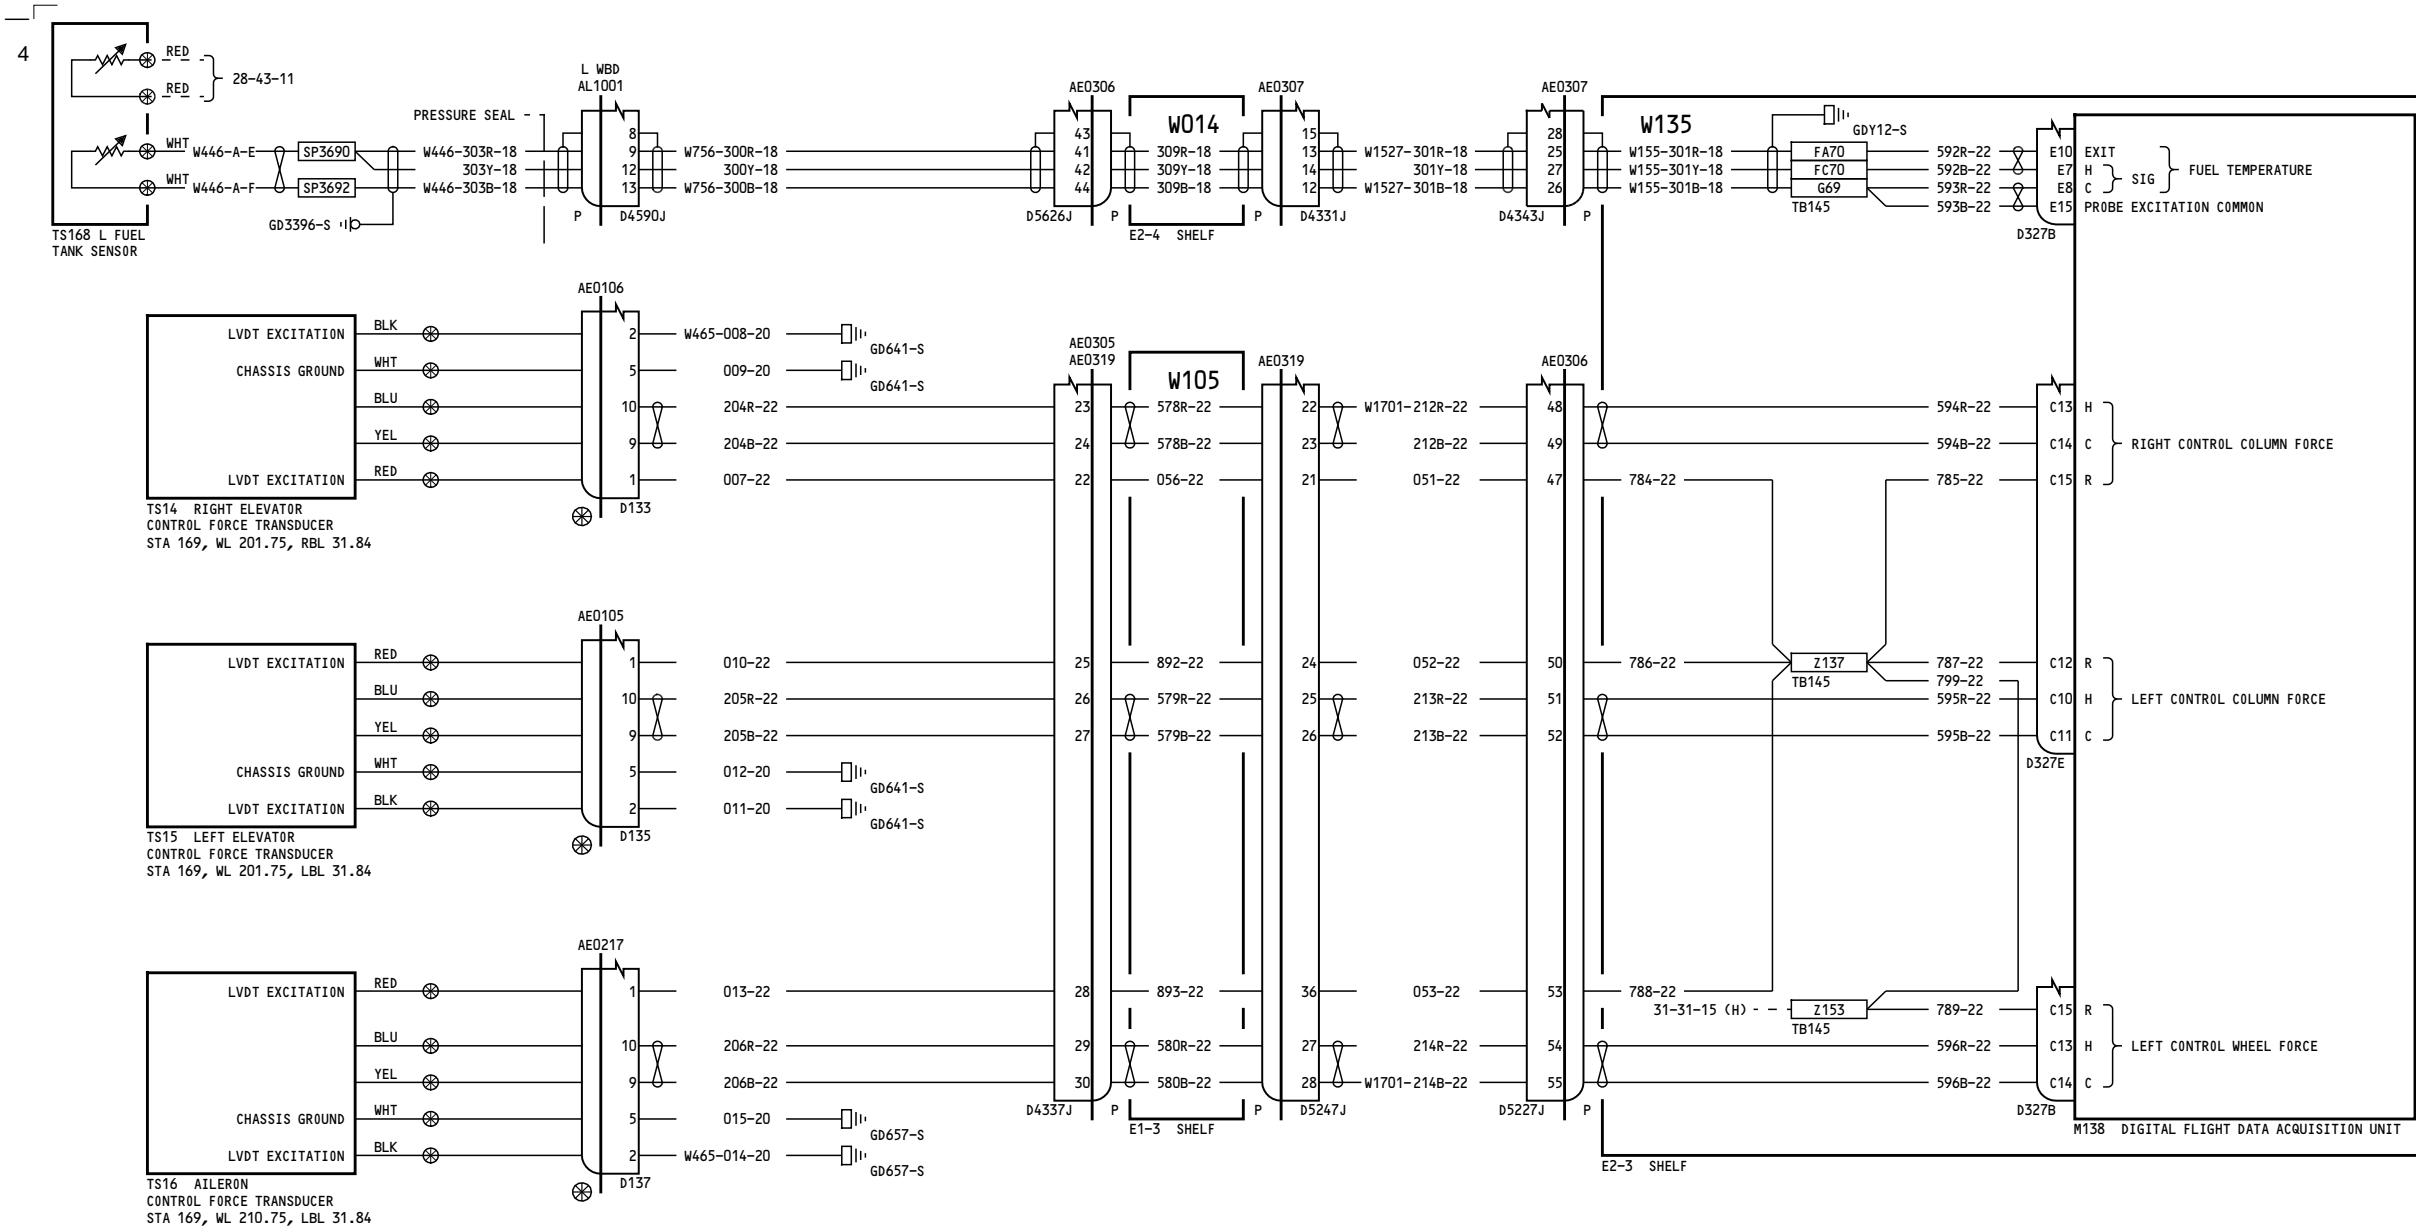 4
RED
RED
28-43-11
WHT W446-A-E SP3690
WHT W446-A-F SP3692
GD3396-S
TS168 L FUEL
TANK SENSOR
PRESSURE SEAL
W446-303R-18
303Y-18
W446-303B-18
L WBD
AL1001
8
9
12
13
P D4590J
W756-300R-18
300Y-18
W756-300B-18
AE0306
43
41
42
44
D5626J P
W014
309R-18
309Y-18
309B-18
E2-4 SHELF
AE0307
15
13
14
12
P D4331J
W1527-301R-18
301Y-18
W1527-301B-18
AE0307
28
25
27
26
D4343J P
W135
W155-301R-18
W155-301Y-18
W155-301B-18
GDY12-S
FA70
FC70
G69
TB145
592R-22
592B-22
593R-22
593B-22
E10 EXIT
E7 H
E8 C
SIG
FUEL TEMPERATURE
E15 PROBE EXCITATION COMMON
D327B
AE0106
LVDT EXCITATION BLK 2 W465-008-20 GD641-S
CHASSIS GROUND WHT 5 009-20 GD641-S
BLU 10 204R-22
YEL 9 204B-22
LVDT EXCITATION RED 1 007-22
D133
TS14 RIGHT ELEVATOR
CONTROL FORCE TRANSDUCER
STA 169, WL 201.75, RBL 31.84
AE0305
AE0319
W105
AE0319
AE0306
23 578R-22 22 W1701-212R-22 48 594R-22 C13 H
24 578B-22 23 212B-22 49 594B-22 C14 C
RIGHT CONTROL COLUMN FORCE
22 056-22 21 051-22 47 784-22 785-22 C15 R
AE0105
LVDT EXCITATION RED 1 010-22 25 892-22 24 052-22 50 786-22 Z137 787-22 C12 R
TB145 799-22
BLU 10 205R-22 26 579R-22 25 213R-22 51 595R-22 C10 H
LEFT CONTROL COLUMN FORCE
YEL 9 205B-22 27 579B-22 26 213B-22 52 595B-22 C11 C
D327E
CHASSIS GROUND WHT 5 012-20 GD641-S
LVDT EXCITATION BLK 2 011-20 GD641-S
D135
TS15 LEFT ELEVATOR
CONTROL FORCE TRANSDUCER
STA 169, WL 201.75, LBL 31.84
AE0217
LVDT EXCITATION RED 1 013-22 28 893-22 36 053-22 53 788-22
31-31-15 (H) Z153 789-22 C15 R
TB145
BLU 10 206R-22 29 580R-22 27 214R-22 54 596R-22 C13 H
LEFT CONTROL WHEEL FORCE
YEL 9 206B-22 30 580B-22 28 W1701-214B-22 55 596B-22 C14 C
D4337J P
P D5247J
D5227J P
D327B
E1-3 SHELF
M138 DIGITAL FLIGHT DATA ACQUISITION UNIT
E2-3 SHELF
CHASSIS GROUND WHT 5 015-20 GD657-S
LVDT EXCITATION BLK 2 W465-014-20 GD657-S
D137
TS16 AILERON
CONTROL FORCE TRANSDUCER
STA 169, WL 210.75, LBL 31.84